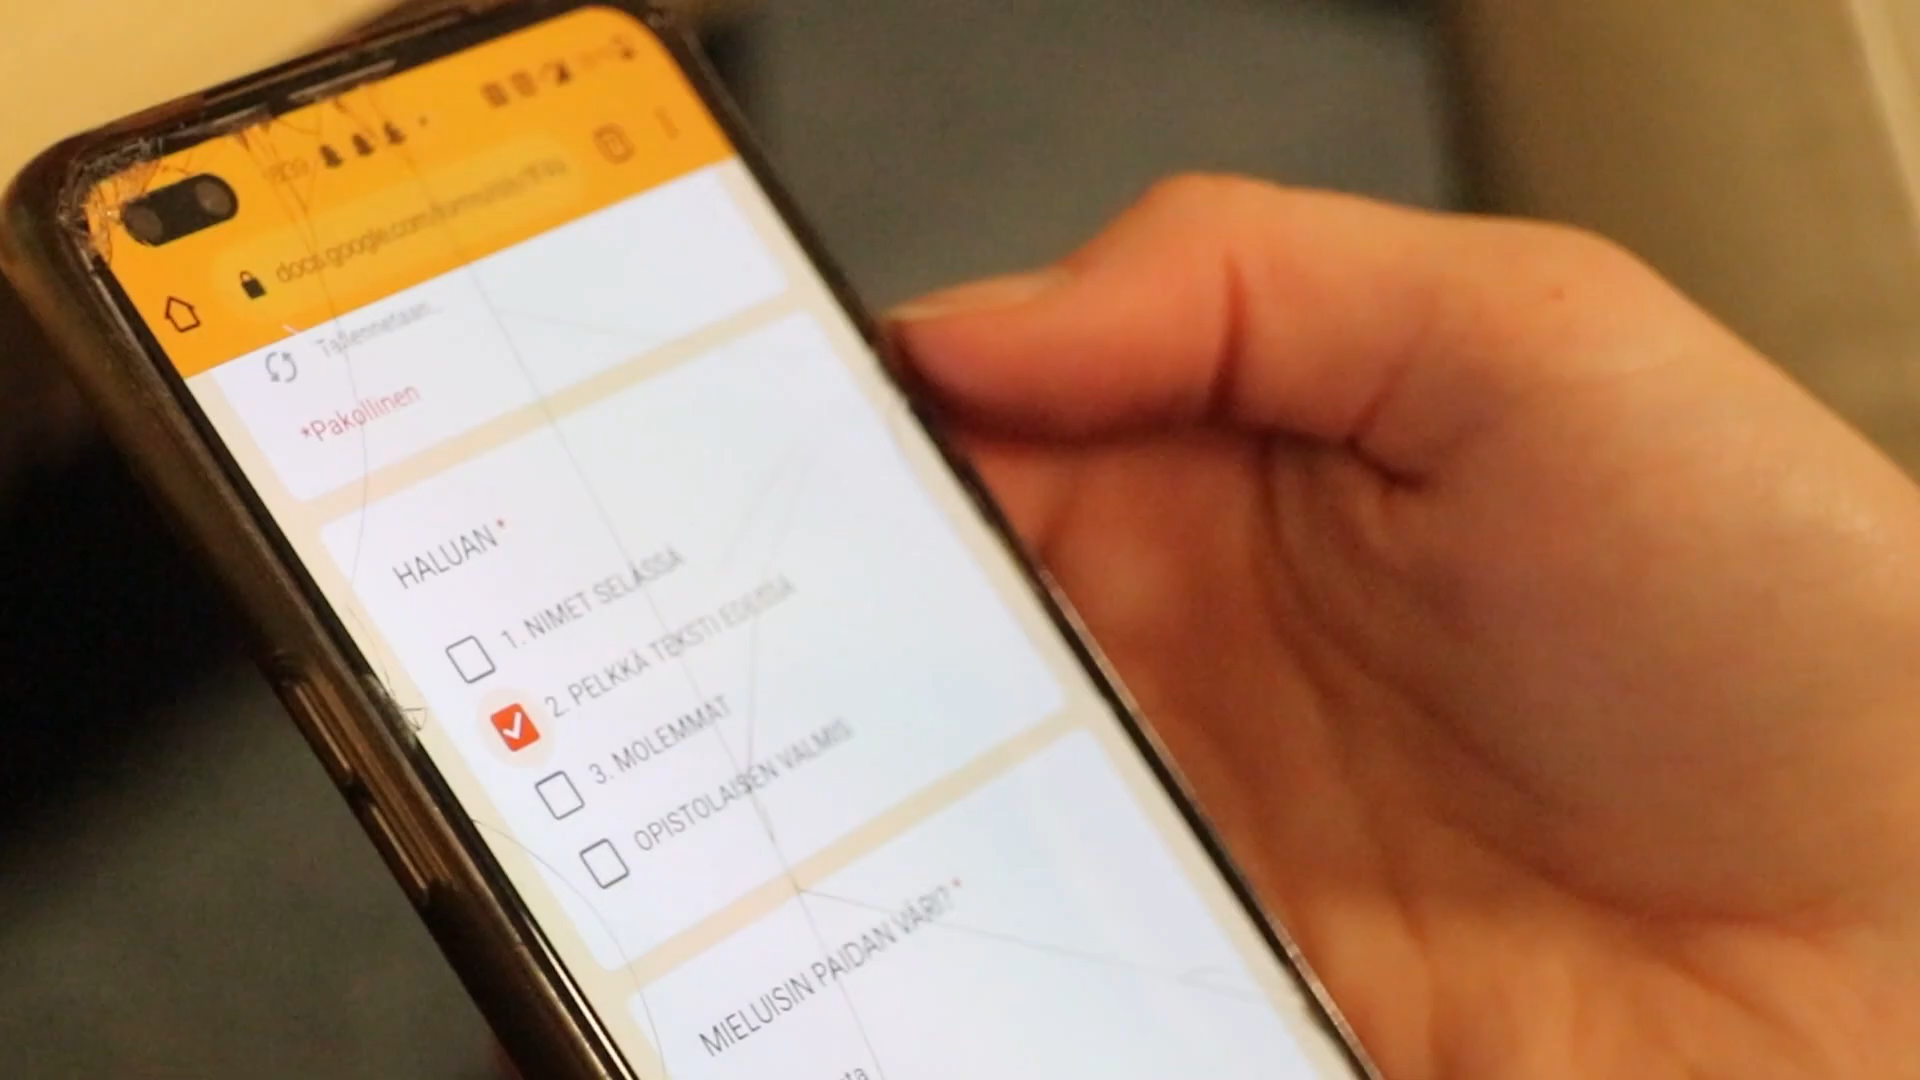 docs.google.com/forms
Tallennetaan...
*Pakollinen
HALUAN *
1. NIMET SELÄSSÄ
2. PELKKÄ TEKSTI EDESSÄ
3. MOLEMMAT
OPISTOLAISEN VALMIS
MIELUISIN PAIDAN VÄRI? *